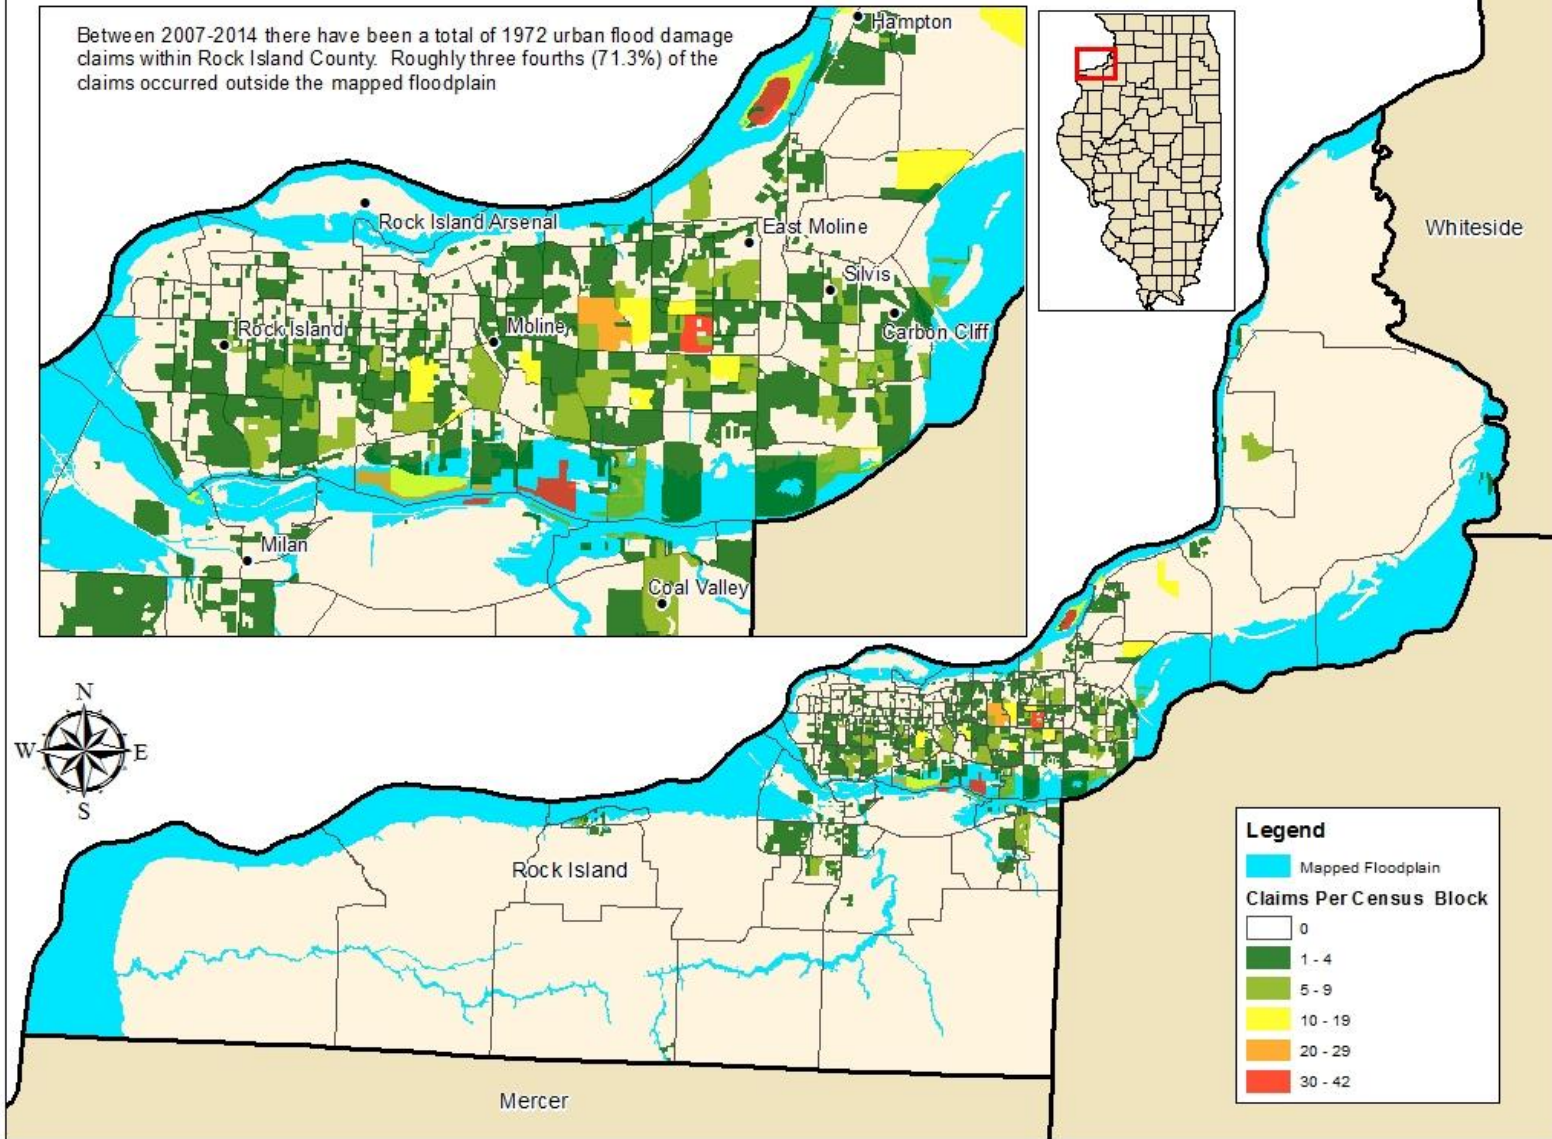 Between 2007-2014 there have been a total of 1972 urban flood damage
claims within Rock Island County. Roughly three fourths (71.3%) of the
claims occurred outside the mapped floodplain
Hampton
Rock Island Arsenal
East Moline
Silvis
Rock Island
Moline
Carbon Cliff
Milan
Coal Valley
Whiteside
N
W
E
S
Rock Island
Mercer
Legend
Mapped Floodplain
Claims Per Census Block
0
1 - 4
5 - 9
10 - 19
20 - 29
30 - 42